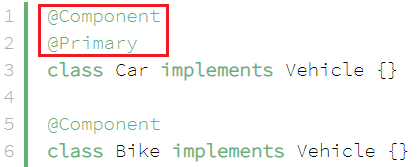 1 @Component
2 @Primary
3 class Car implements Vehicle {}
4
5 @Component
6 class Bike implements Vehicle {}